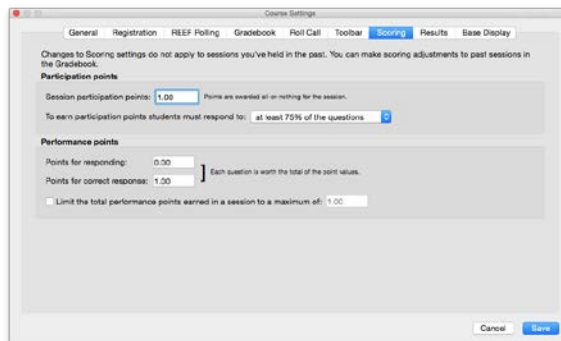 Course Settings
General Registration REEF Polling Gradebook Roll Call Toolbar Scoring Results Base Display
Changes to Scoring settings do not apply to sessions you've held in the past. You can make scoring adjustments to past sessions in
the Gradebook.
Participation points
Session participation points: 1.00 Points are awarded all-or-nothing for the session.
To earn participation points students must respond to: at least 75% of the questions
Performance points
Points for responding: 0.00
Each question is worth the total of the point values.
Points for correct response: 1.00
Limit the total performance points earned in a session to a maximum of: 1.00
Cancel Save